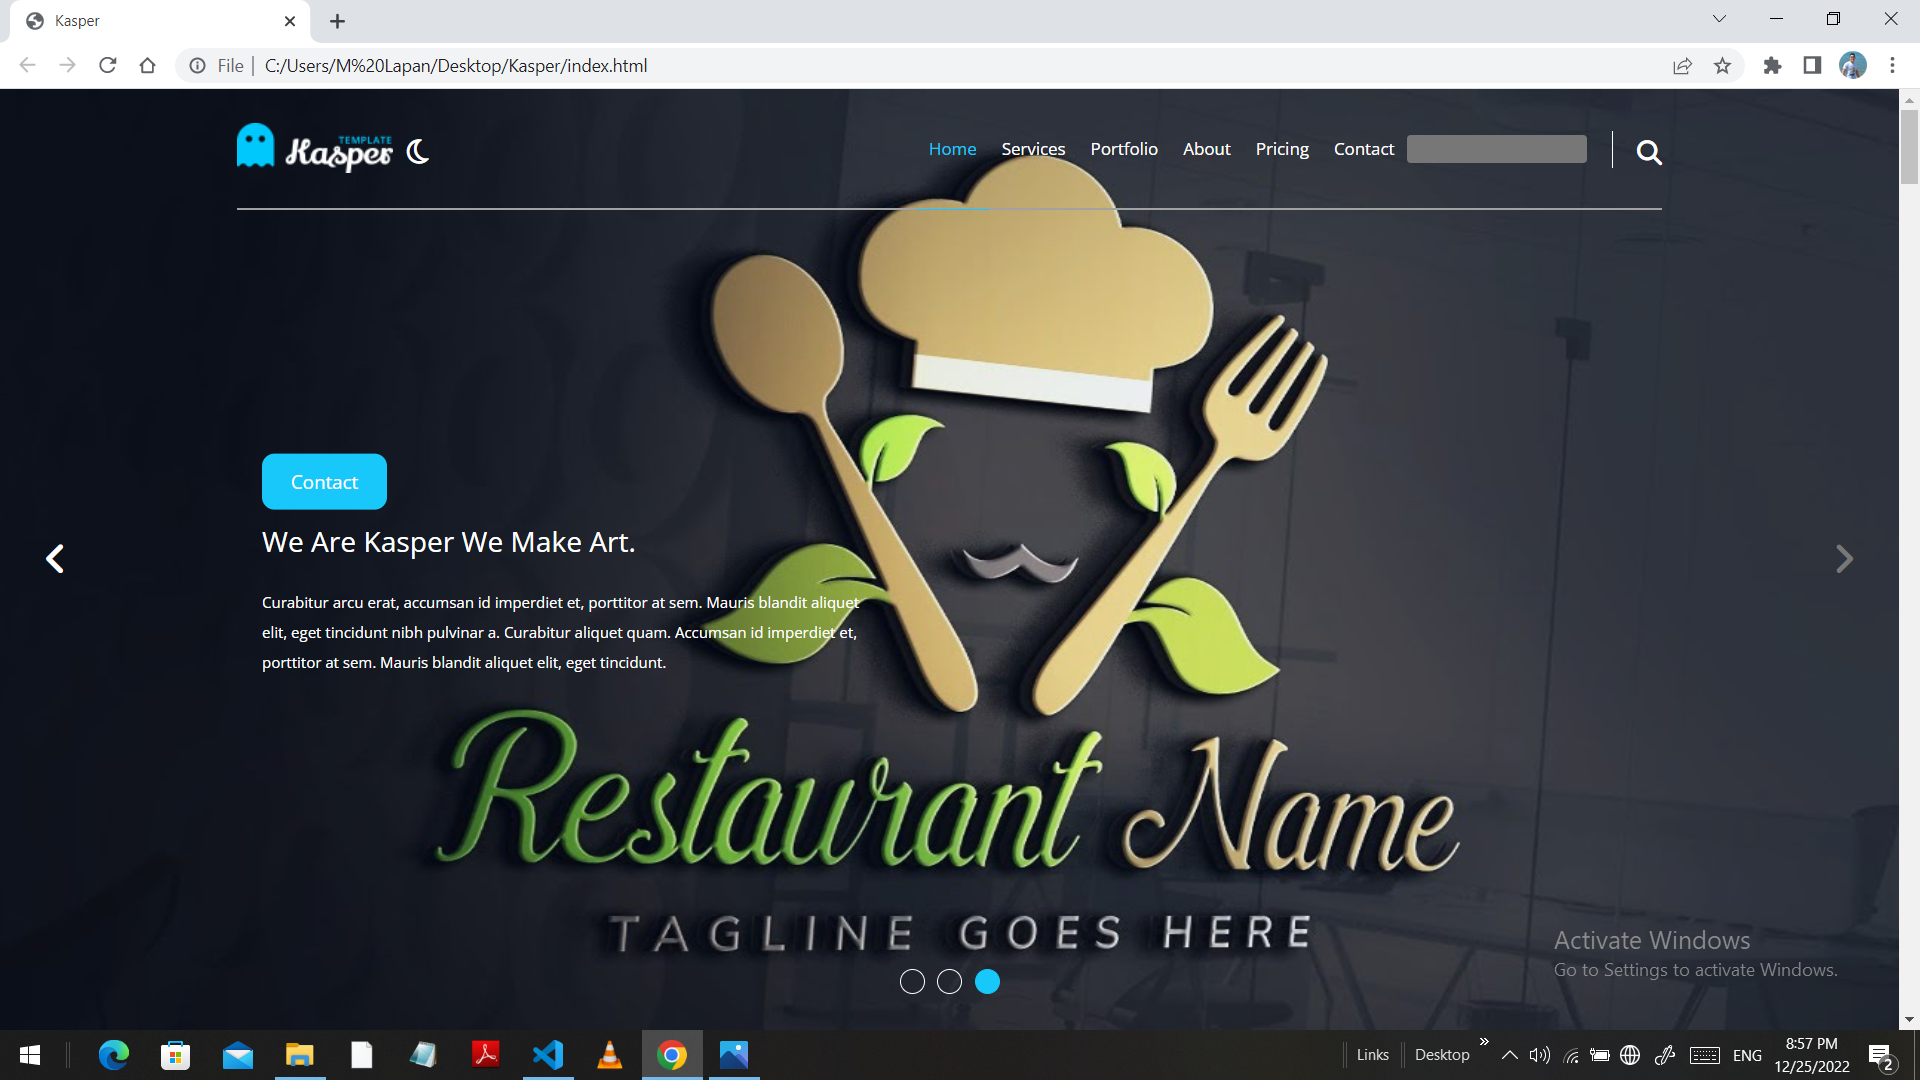 Kasper
File
C:/Users/M%20Lapan/Desktop/Kasper/index.html
TEMPLATE
Kasper
Home Services Portfolio About Pricing Contact
Contact
We Are Kasper We Make Art.
Curabitur arcu erat, accumsan id imperdiet et, porttitor at sem. Mauris blandit aliquet
elit, eget tincidunt nibh pulvinar a. Curabitur aliquet quam. Accumsan id imperdiet et,
porttitor at sem. Mauris blandit aliquet elit, eget tincidunt.
Restaurant Name
TAGLINE GOES HERE
Activate Windows
Go to Settings to activate Windows.
Links Desktop » ENG
8:57 PM
12/25/2022
2